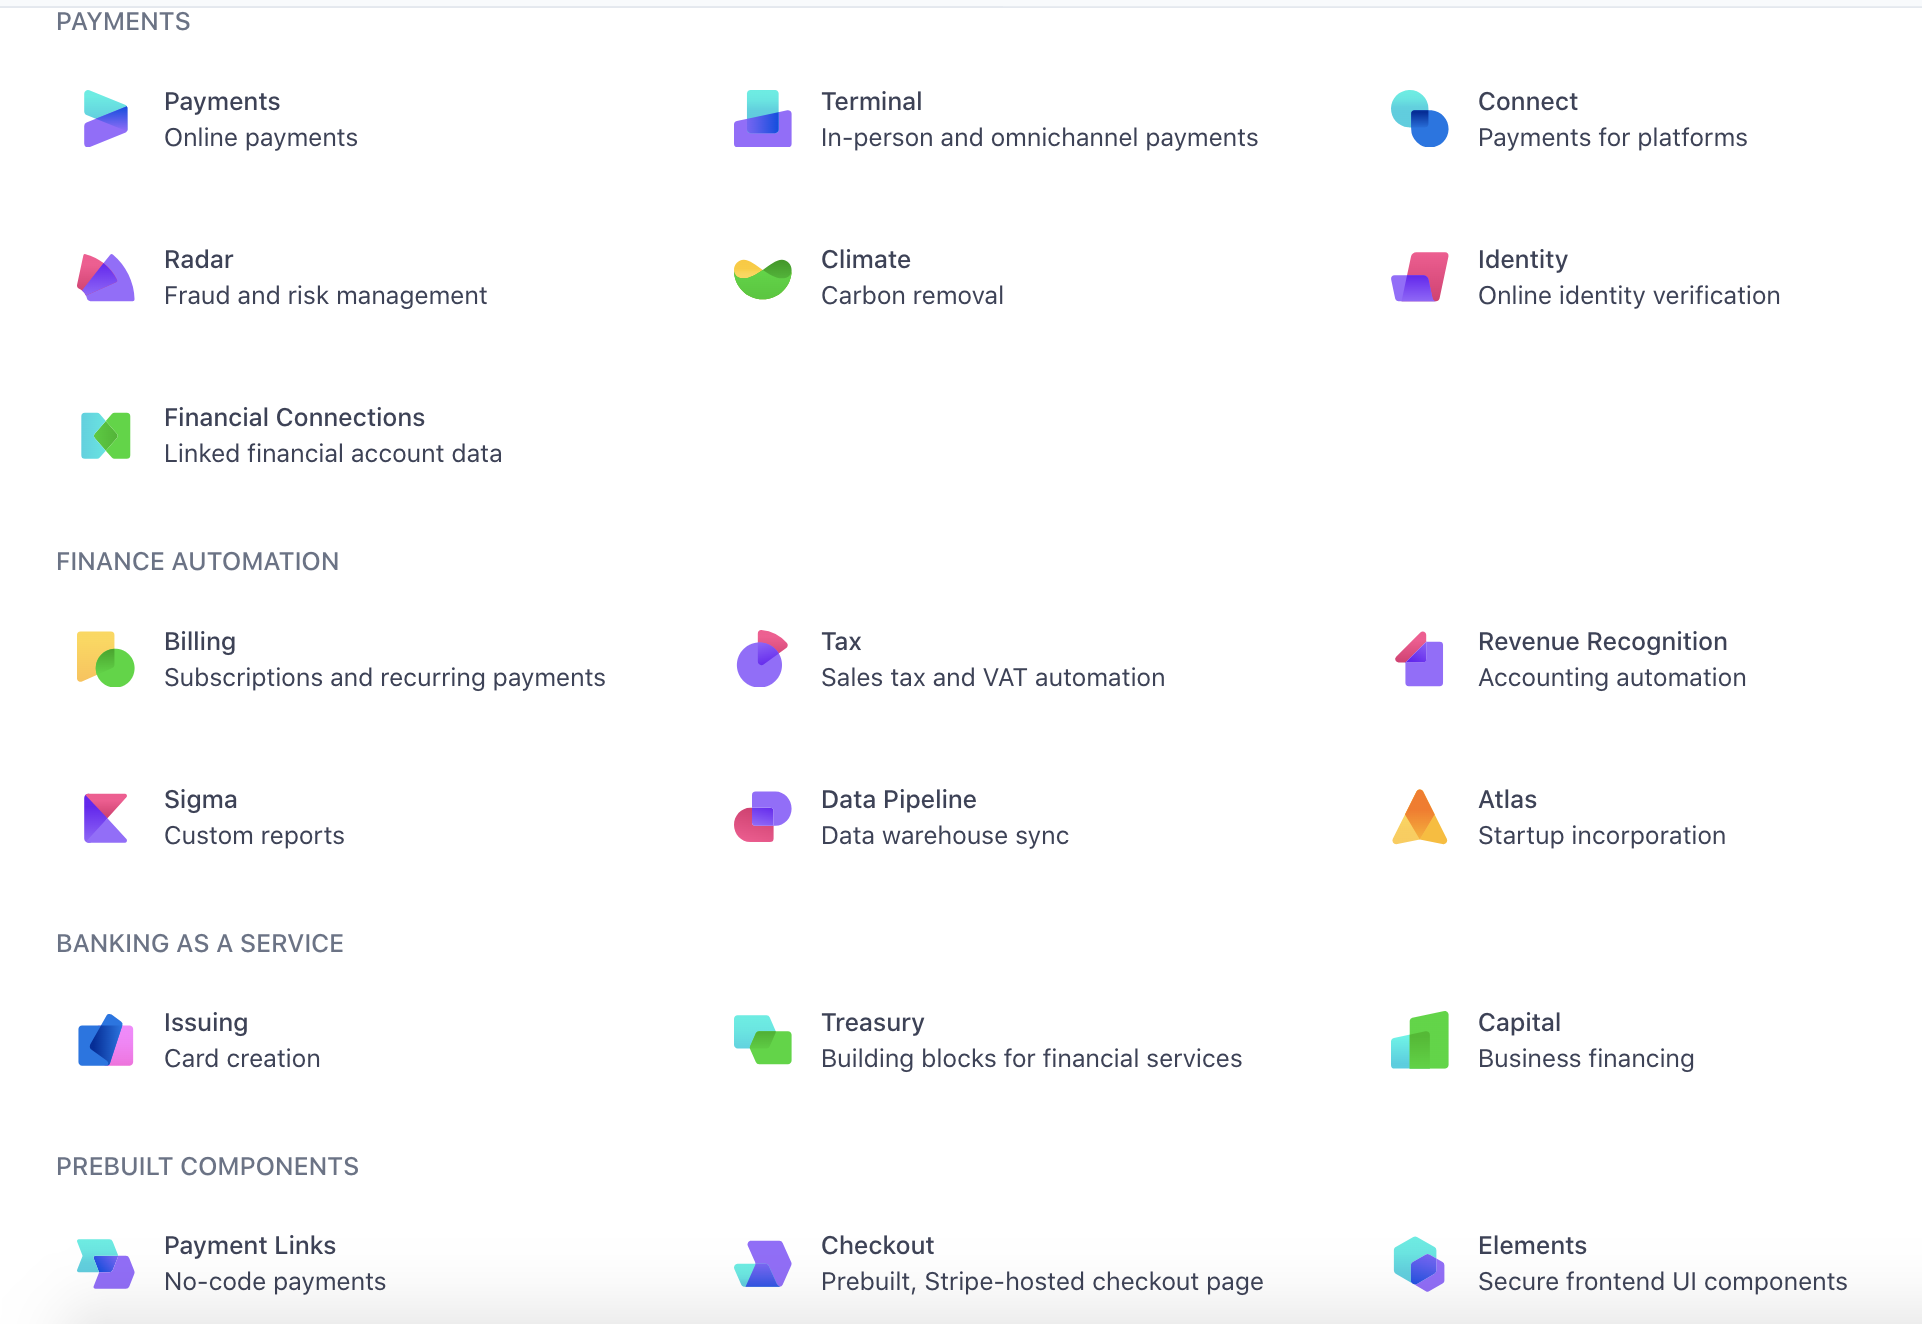 PAYMENTS
Payments
Online payments
Terminal
In-person and omnichannel payments
Connect
Payments for platforms
Radar
Fraud and risk management
Climate
Carbon removal
Identity
Online identity verification
Financial Connections
Linked financial account data
FINANCE AUTOMATION
Billing
Subscriptions and recurring payments
Tax
Sales tax and VAT automation
Revenue Recognition
Accounting automation
Sigma
Custom reports
Data Pipeline
Data warehouse sync
Atlas
Startup incorporation
BANKING AS A SERVICE
Issuing
Card creation
Treasury
Building blocks for financial services
Capital
Business financing
PREBUILT COMPONENTS
Payment Links
No-code payments
Checkout
Prebuilt, Stripe-hosted checkout page
Elements
Secure frontend UI components